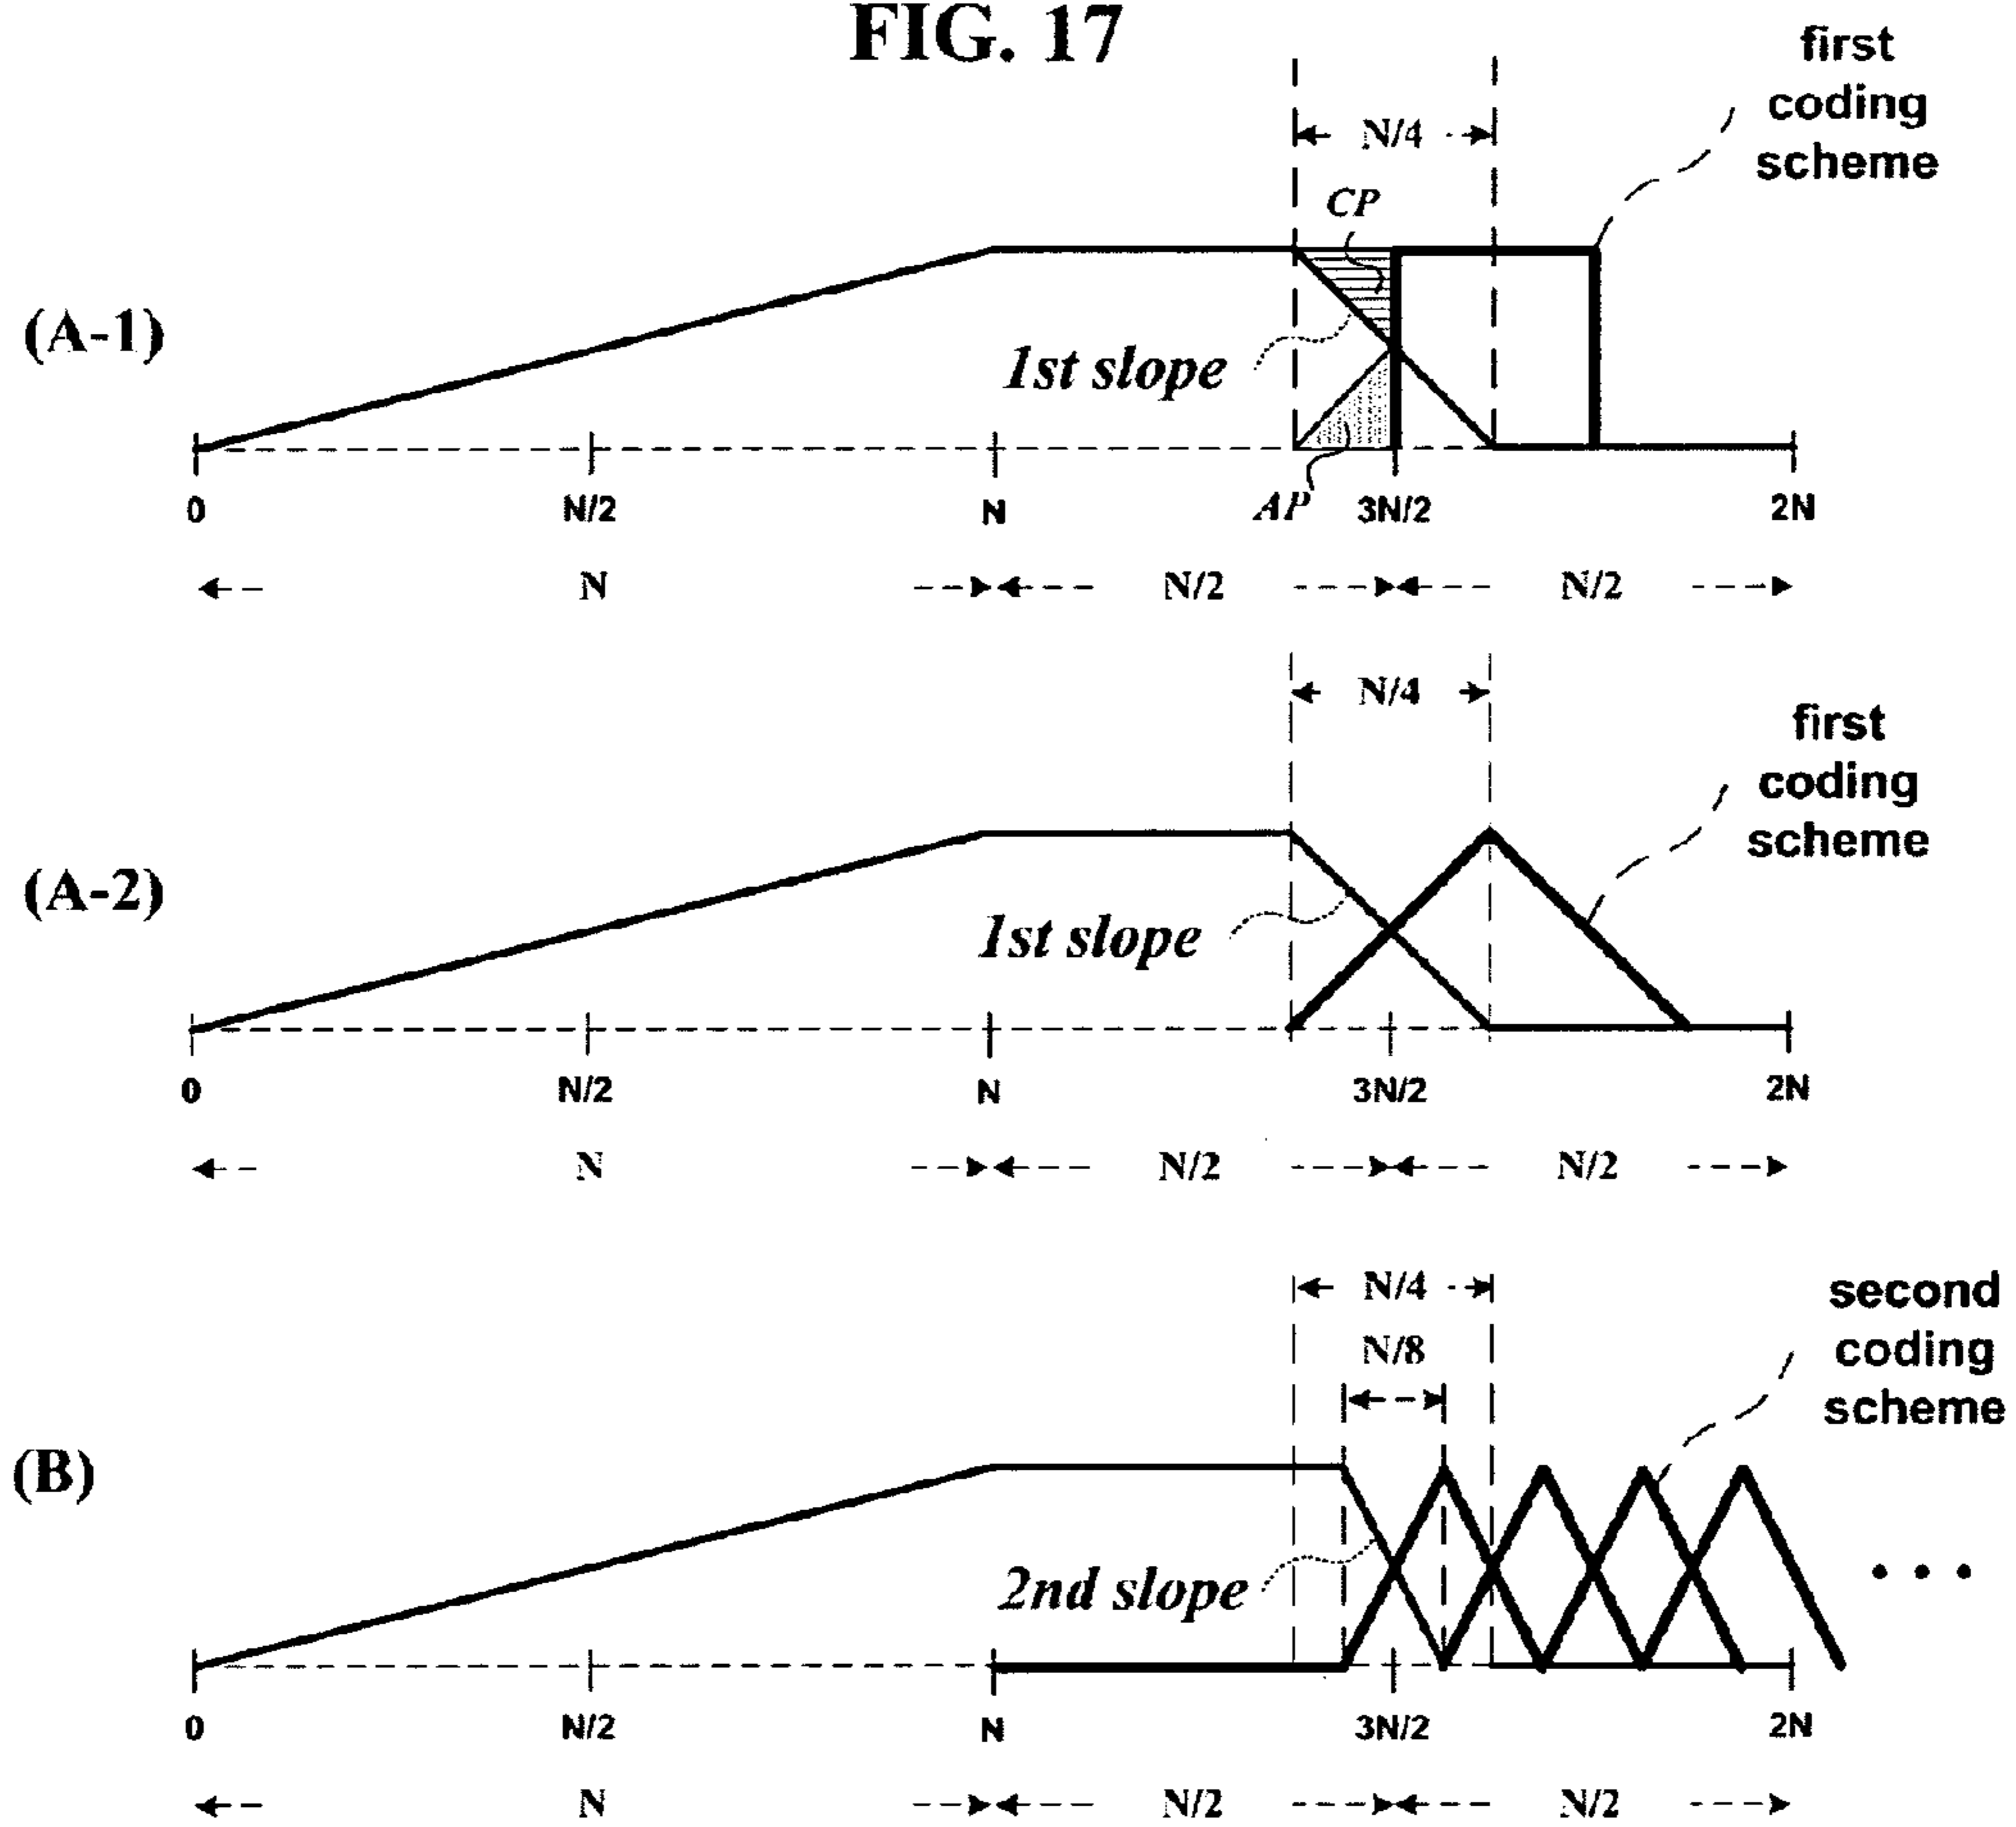 FIG. 17
first
coding
scheme
N/4
CP
(A-1)
1st slope
AP
0
N/2
N
3N/2
2N
N
N/2
N/2
N/4
first
coding
scheme
(A-2)
1st slope
0
N/2
N
3N/2
2N
N
N/2
N/2
N/4
N/8
second
coding
scheme
(B)
2nd slope
0
N/2
N
3N/2
2N
N
N/2
N/2